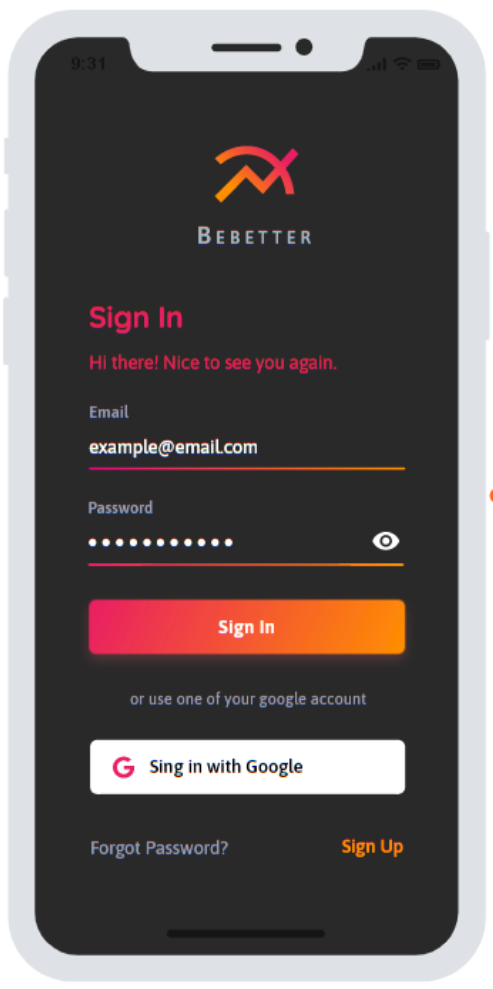 9:31
BEBETTER
Sign In
Hi there! Nice to see you again.
Email
example@email.com
Password
Sign In
or use one of your google account
G Sing in with Google
Forgot Password? Sign Up